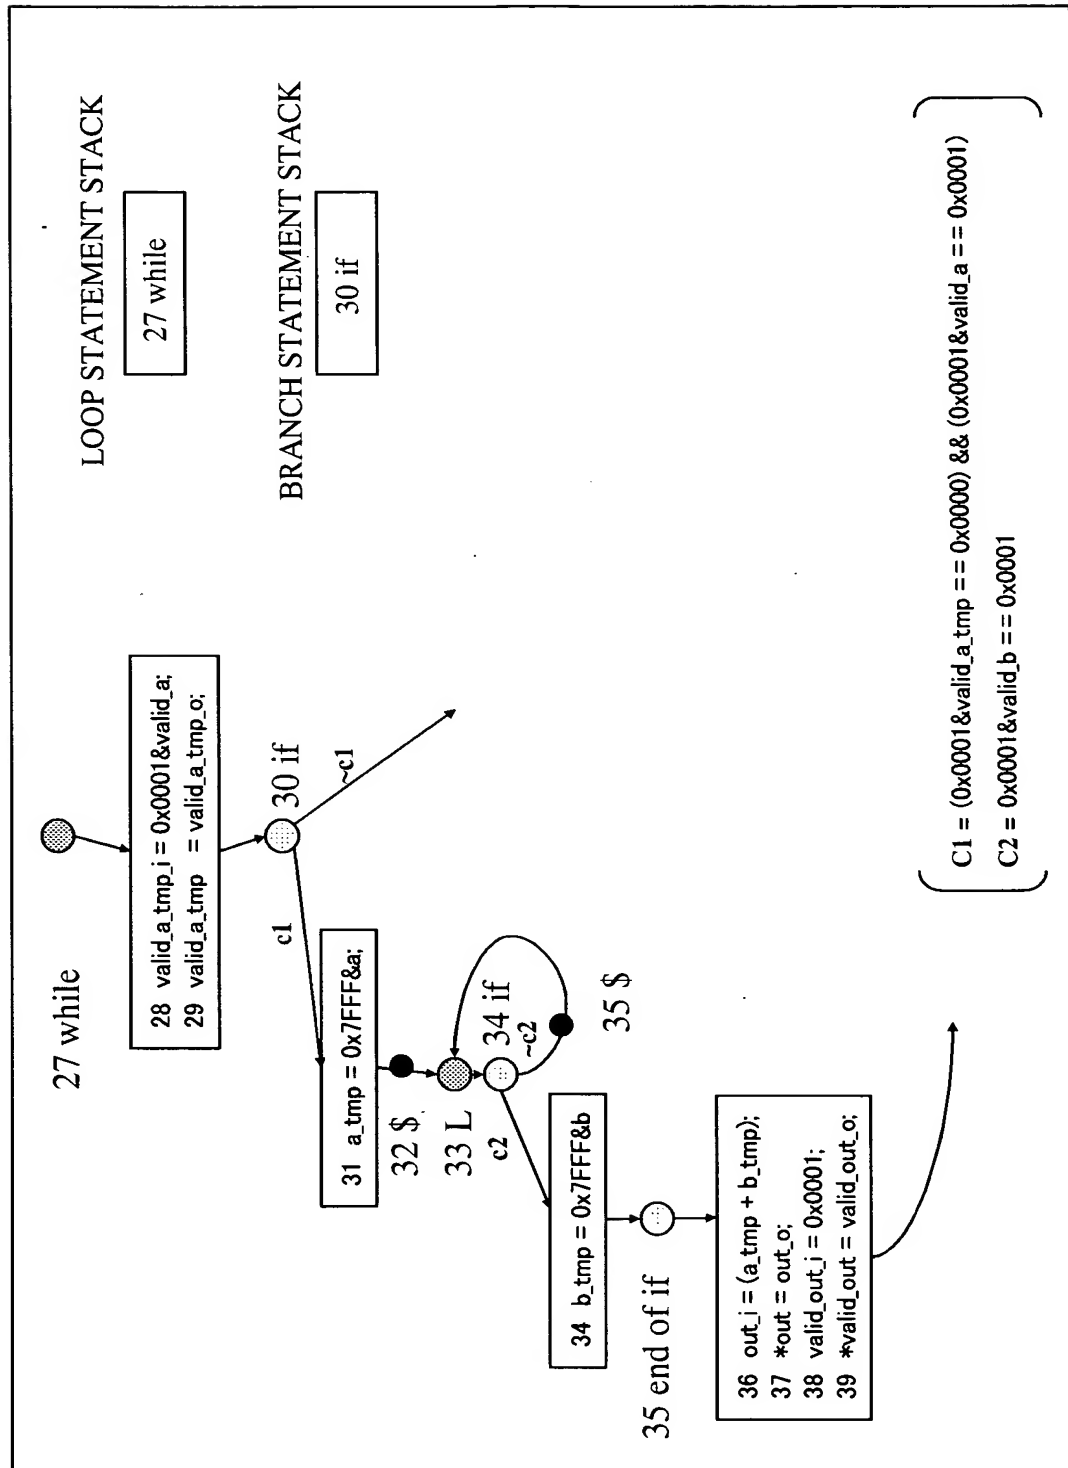 27 while
28 valid_a_tmp_i = 0x0001&valid_a;
29 valid_a_tmp = valid_a_tmp_o;
30 if
c1
~c1
31 a_tmp = 0x7FFF&a;
32 $
33 L
34 if
c2
~c2
35 $
34 b_tmp = 0x7FFF&b
35 end of if
36 out_i = (a_tmp + b_tmp);
37 *out = out_o;
38 valid_out_i = 0x0001;
39 *valid_out = valid_out_o;
LOOP STATEMENT STACK
27 while
BRANCH STATEMENT STACK
30 if
C1 = (0x0001&valid_a_tmp == 0x0000) && (0x0001&valid_a == 0x0001)
C2 = 0x0001&valid_b == 0x0001